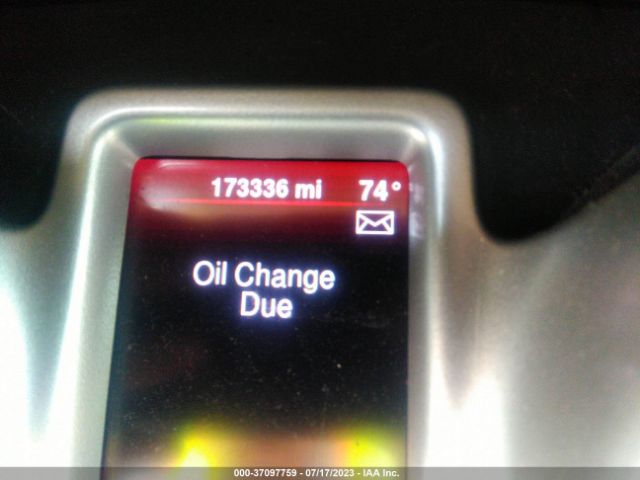 173336 mi 74°
Oil Change
Due
000-37097759 - 07/17/2023 - IAA Inc.